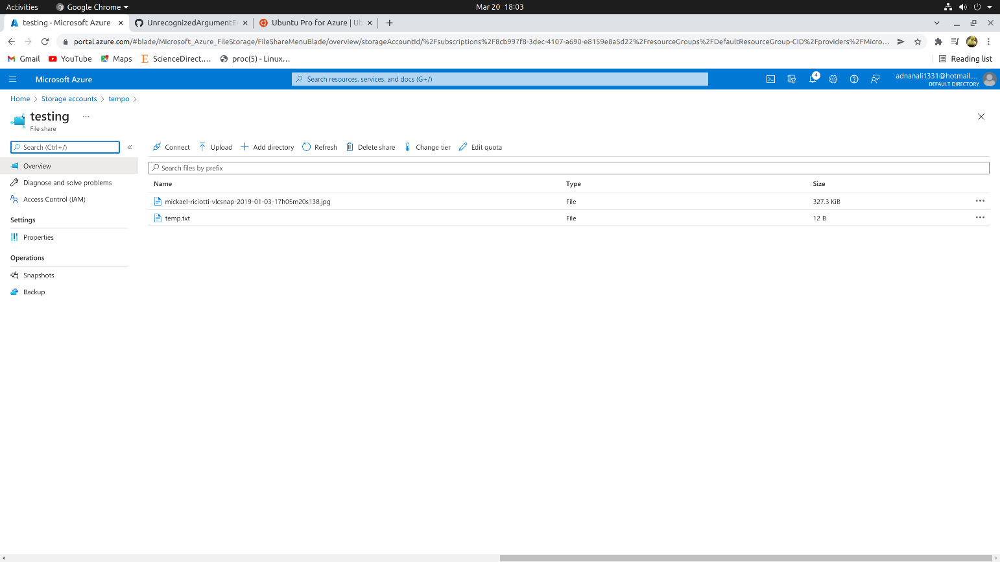 Activities Google Chrome Mar 20 18:03
testing - Microsoft Azure UnrecognizedArgumentE Ubuntu Pro for Azure | Ub
portal.azure.com/#blade/Microsoft_Azure_FileStorage/FileShareMenuBlade/overview/storageAccountId/%2Fsubscriptions%2F8cb997f8-3dec-4107-a690-e8159e8a5d22%2FresourceGroups%2FDefaultResourceGroup-CID%2Fproviders%2FMicro...
Gmail YouTube Maps ScienceDirect.... proc(5) - Linux... Reading list
Microsoft Azure Search resources, services, and docs (G+/) 4 adnanali1331@hotmail....
DEFAULT DIRECTORY
Home > Storage accounts > tempo >
testing ...
File share
Search (Ctrl+/) « Connect Upload Add directory Refresh Delete share Change tier Edit quota
Overview
Search files by prefix
Diagnose and solve problems
Name Type Size
Access Control (IAM)
mickael-riciotti-vlcsnap-2019-01-03-17h05m20s138.jpg File 327.3 KiB ...
temp.txt File 12 B ...
Settings
Properties
Operations
Snapshots
Backup